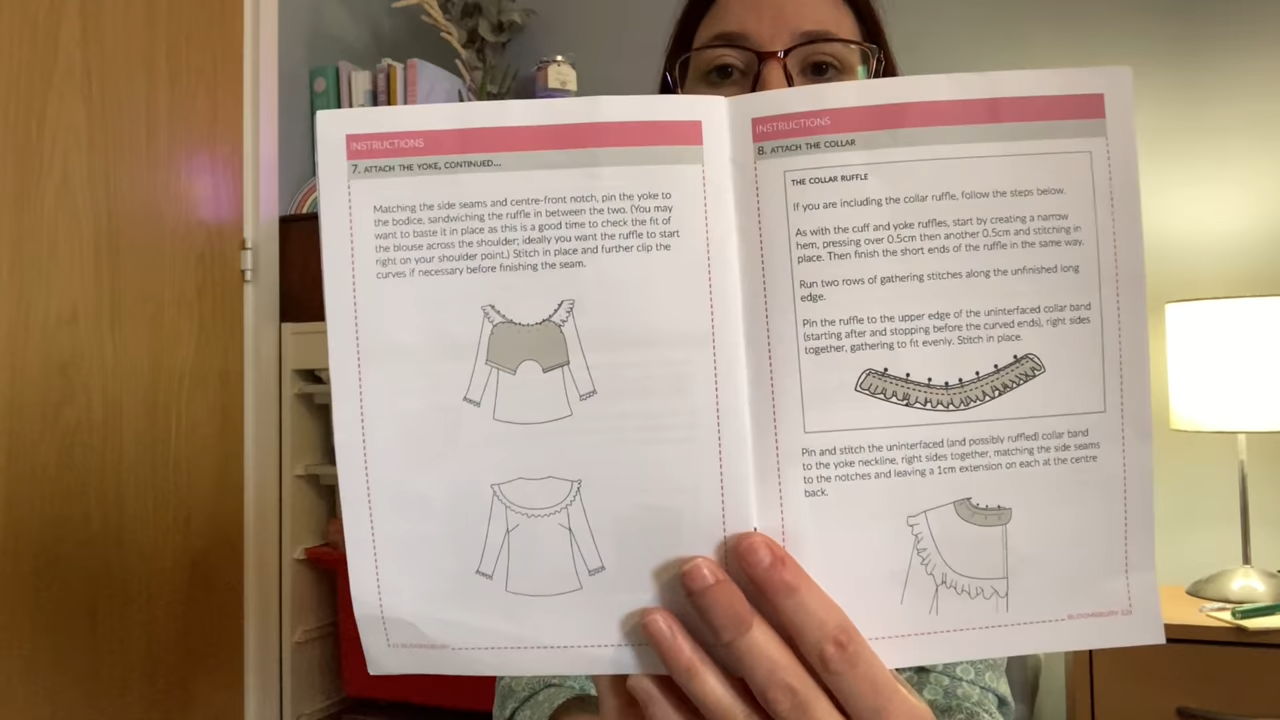 INSTRUCTIONS
7. ATTACH THE YOKE, CONTINUED...
Matching the side seams and centre-front notch, pin the yoke to
the bodice, sandwiching the ruffle in between the two. (You may
want to baste it in place as this is a good time to check the fit of
the blouse across the shoulder; ideally you want the ruffle to start
right on your shoulder point.) Stitch in place and further clip the
curves if necessary before finishing the seam.
BLOOMSBURY
INSTRUCTIONS
8. ATTACH THE COLLAR
THE COLLAR RUFFLE
If you are including the collar ruffle, follow the steps below.
As with the cuff and yoke ruffles, start by creating a narrow
hem, pressing over 0.5cm then another 0.5cm and stitching in
place. Then finish the short ends of the ruffle in the same way.
Run two rows of gathering stitches along the unfinished long
edge.
Pin the ruffle to the upper edge of the uninterfaced collar band
(starting after and stopping before the curved ends), right sides
together, gathering to fit evenly. Stitch in place.
Pin and stitch the uninterfaced (and possibly ruffled) collar band
to the yoke neckline, right sides together, matching the side seams
to the notches and leaving a 1cm extension on each at the centre
back.
BLOOMSBURY